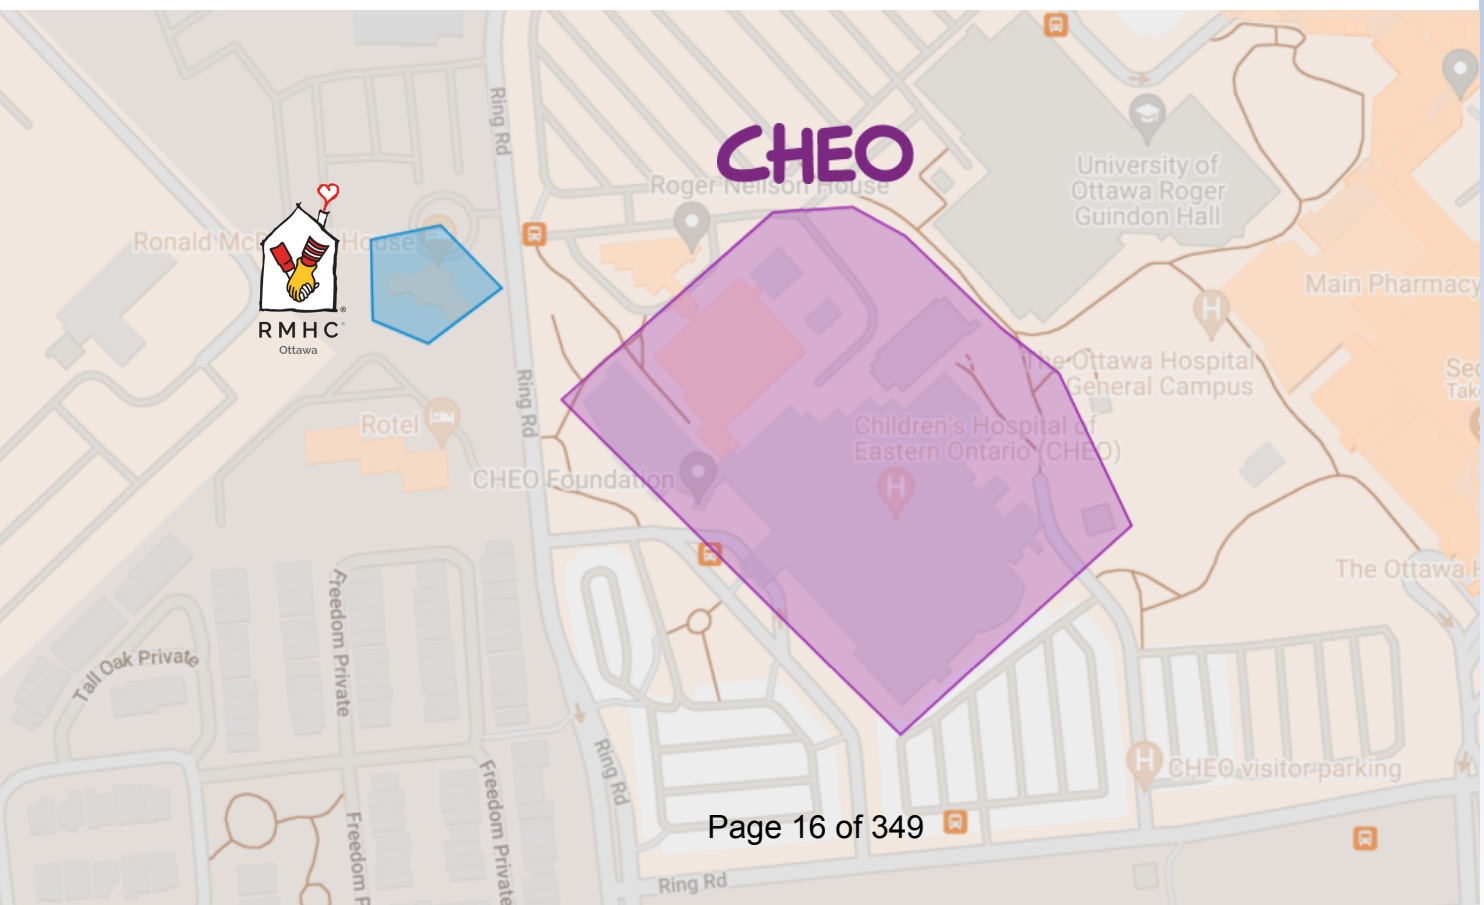 Ring Rd
CHEO
Roger Neilson House
University of
Ottawa Roger
Guindon Hall
Ronald Mc
House
RMHC
Ottawa
Main Pharmacy
H
The Ottawa Hospital
General Campus
Ring Rd
Rotel
Children's Hospital of
Eastern Ontario (CHEO)
CHEO Foundation
H
The Ottawa H
Freedom Private
Tall Oak Private
Ring Rd
Freedom Private
H
CHEO visitor parking
Freedom P
Page 16 of 349
Ring Rd